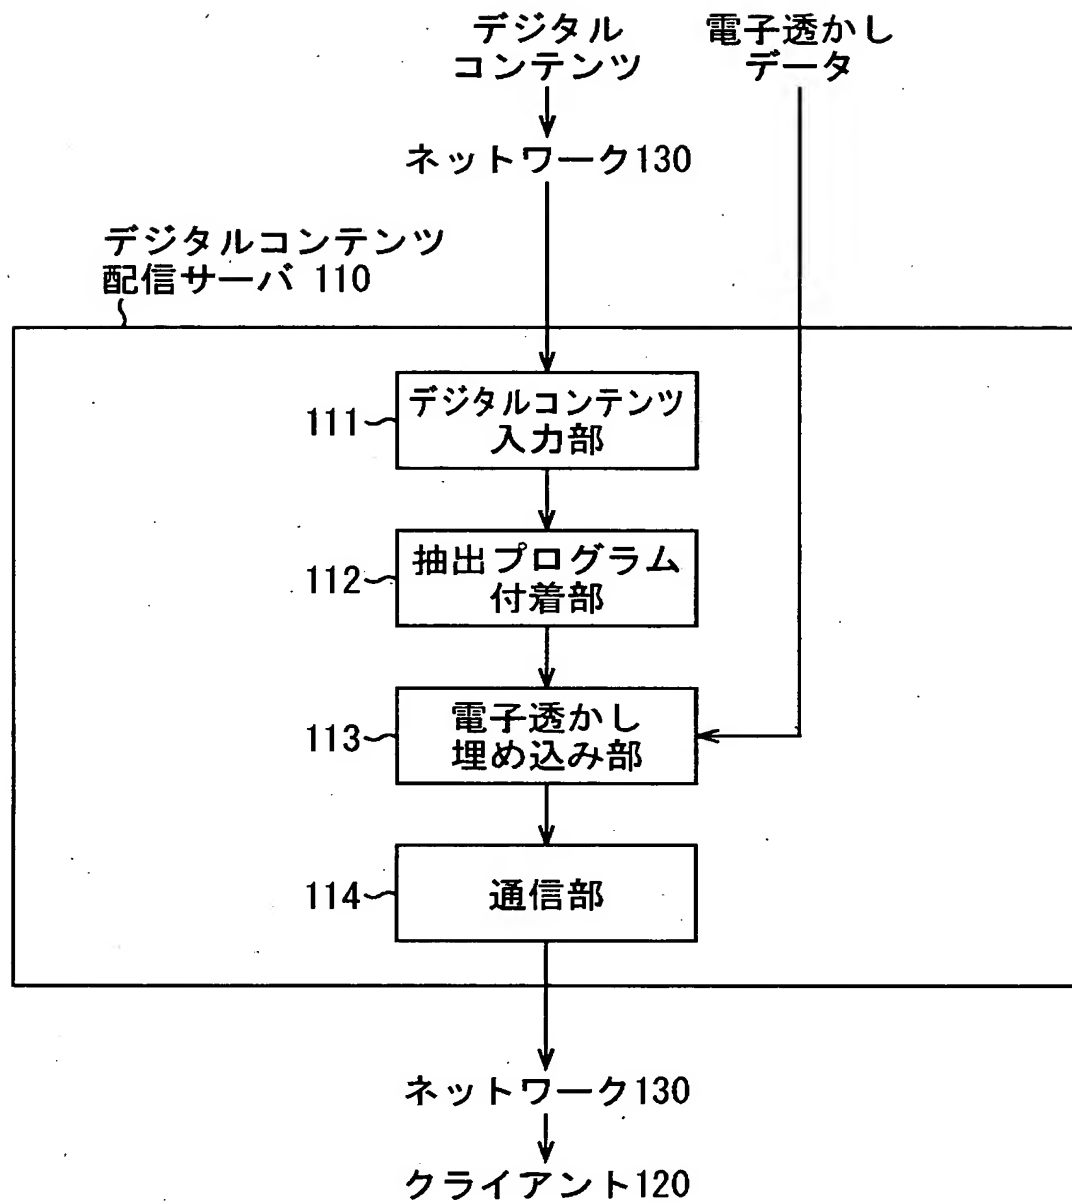 デジタル
コンテンツ
電子透かし
データ
ネットワーク130
デジタルコンテンツ
配信サーバ 110
111
デジタルコンテンツ
入力部
112
抽出プログラム
付着部
113
電子透かし
埋め込み部
114
通信部
ネットワーク130
クライアント120